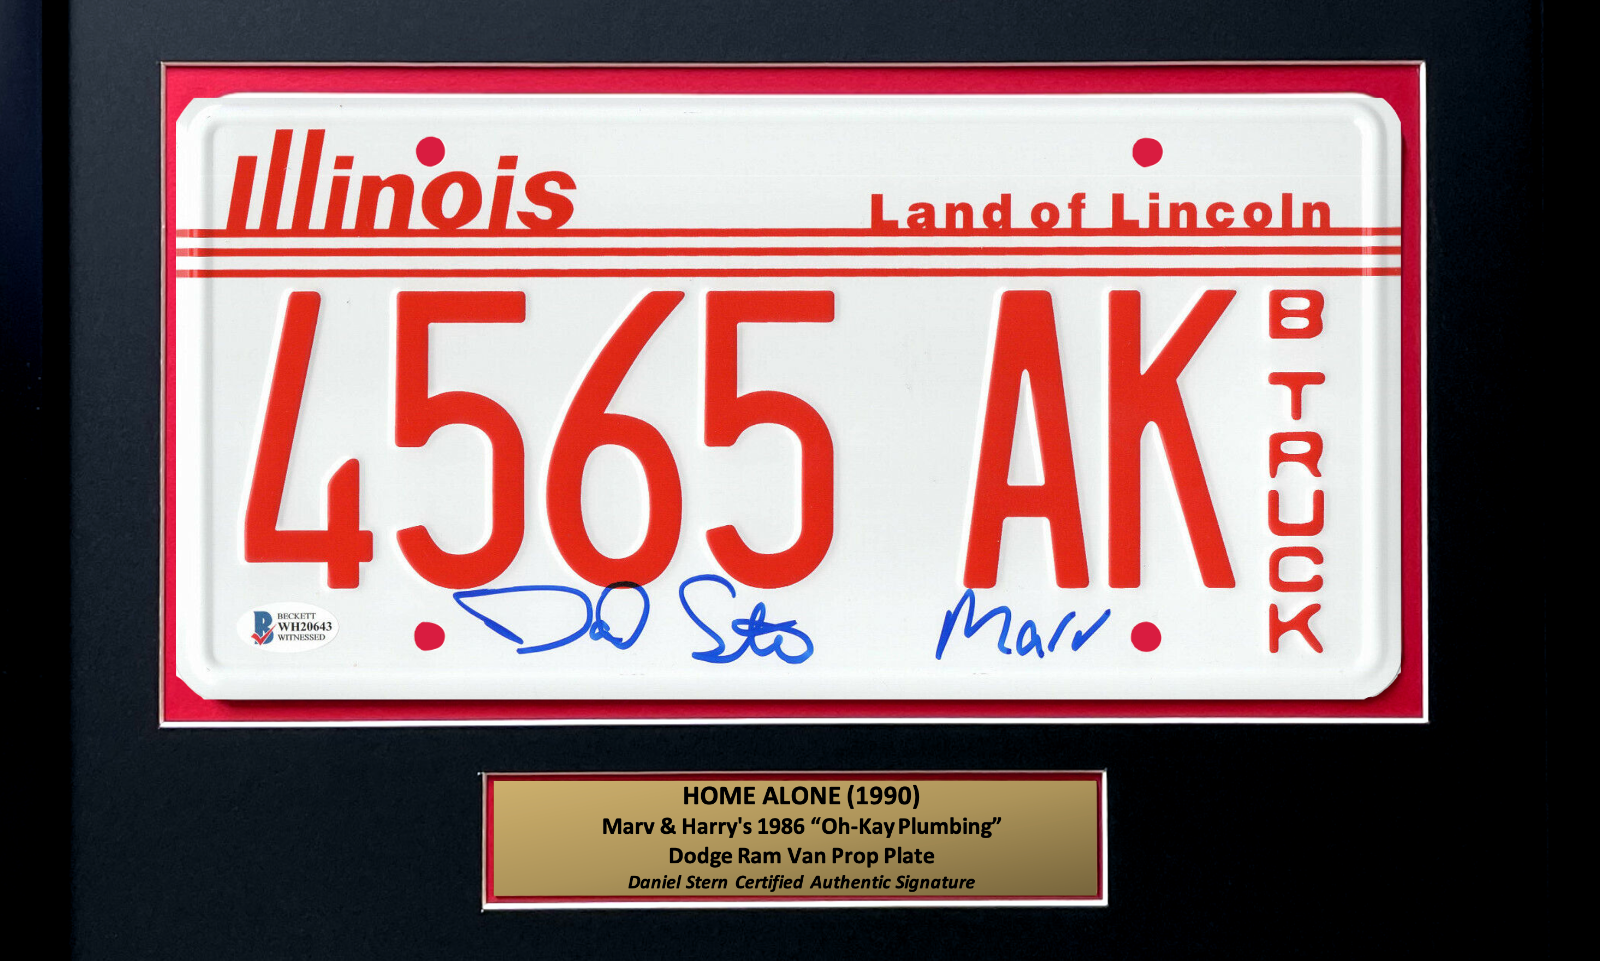 Illinois
Land of Lincoln
4565 AK
B TRUCK
BECKETT
WH20643
WITNESSED
Marv
HOME ALONE (1990)
Marv & Harry's 1986 “Oh-Kay Plumbing”
Dodge Ram Van Prop Plate
Daniel Stern Certified Authentic Signature